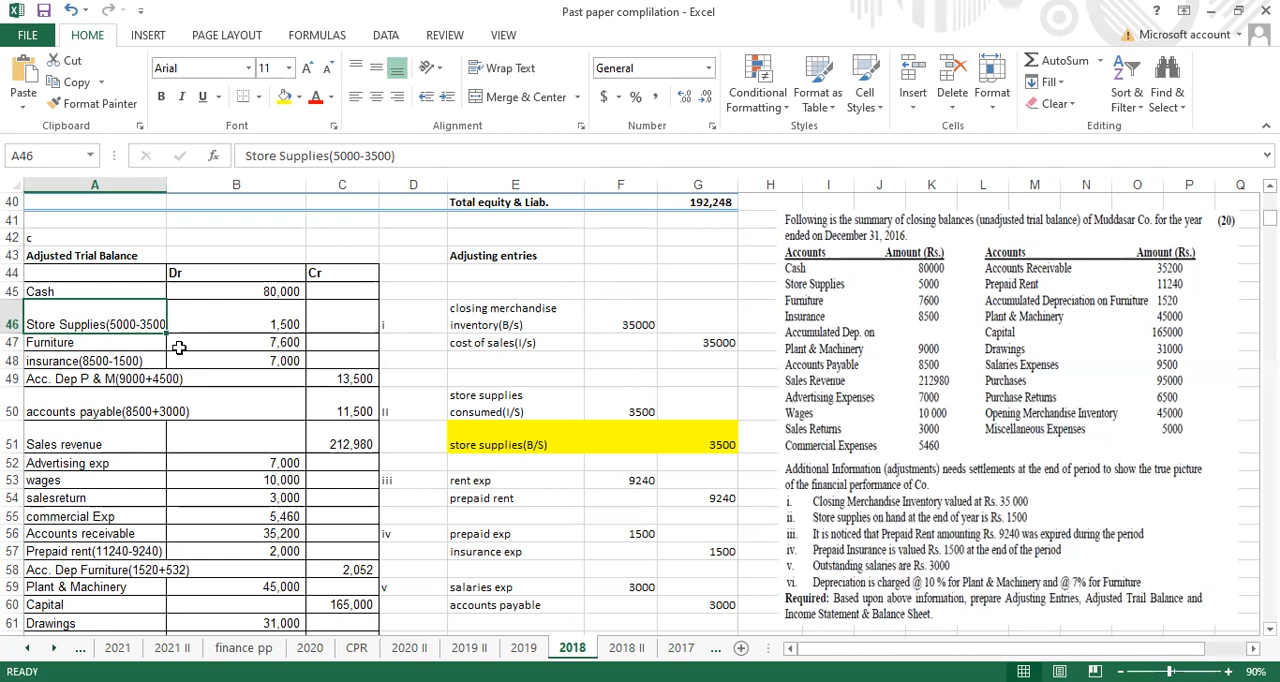 Past paper complilation - Excel
FILE HOME INSERT PAGE LAYOUT FORMULAS DATA REVIEW VIEW Microsoft account
Paste Cut Copy Format Painter Clipboard
Arial 11 A A B I U A Font
Wrap Text Merge & Center Alignment
General $ % , Number
Conditional Formatting Format as Table Cell Styles Styles
Insert Delete Format Cells
AutoSum Fill Clear Sort & Filter Find & Select Editing
A46 fx Store Supplies(5000-3500)
A B C D E F G H I J K L M N O P Q
40 Total equity & Liab. 192,248
41
42 c
43 Adjusted Trial Balance Adjusting entries
44 Dr Cr
45 Cash 80,000
closing merchandise
46 Store Supplies(5000-3500 1,500 i inventory(B/s) 35000
47 Furniture 7,600 cost of sales(I/s) 35000
48 insurance(8500-1500) 7,000
49 Acc. Dep P & M(9000+4500) 13,500
store supplies
50 accounts payable(8500+3000) 11,500 II consumed(I/S) 3500
51 Sales revenue 212,980 store supplies(B/S) 3500
52 Advertising exp 7,000
53 wages 10,000 iii rent exp 9240
54 salesreturn 3,000 prepaid rent 9240
55 commercial Exp 5,460
56 Accounts receivable 35,200 iv prepaid exp 1500
57 Prepaid rent(11240-9240) 2,000 insurance exp 1500
58 Acc. Dep Furniture(1520+532) 2,052
59 Plant & Machinery 45,000 v salaries exp 3000
60 Capital 165,000 accounts payable 3000
61 Drawings 31,000
Following is the summary of closing balances (unadjusted trial balance) of Muddasar Co. for the year (20)
ended on December 31, 2016.
Accounts Amount (Rs.) Accounts Amount (Rs.)
Cash 80000 Accounts Receivable 35200
Store Supplies 5000 Prepaid Rent 11240
Furniture 7600 Accumulated Depreciation on Furniture 1520
Insurance 8500 Plant & Machinery 45000
Accumulated Dep. on Capital 165000
Plant & Machinery 9000 Drawings 31000
Accounts Payable 8500 Salaries Expenses 9500
Sales Revenue 212980 Purchases 95000
Advertising Expenses 7000 Purchase Returns 6500
Wages 10 000 Opening Merchandise Inventory 45000
Sales Returns 3000 Miscellaneous Expenses 5000
Commercial Expenses 5460
Additional Information (adjustments) needs settlements at the end of period to show the true picture
of the financial performance of Co.
i. Closing Merchandise Inventory valued at Rs. 35 000
ii. Store supplies on hand at the end of year is Rs. 1500
iii. It is noticed that Prepaid Rent amounting Rs. 9240 was expired during the period
iv. Prepaid Insurance is valued Rs. 1500 at the end of the period
v. Outstanding salaries are Rs. 3000
vi. Depreciation is charged @ 10 % for Plant & Machinery and @ 7% for Furniture
Required: Based upon above information, prepare Adjusting Entries, Adjusted Trail Balance and
Income Statement & Balance Sheet.
... 2021 2021 II finance pp 2020 CPR 2020 II 2019 II 2019 2018 2018 II 2017 ...
READY 90%